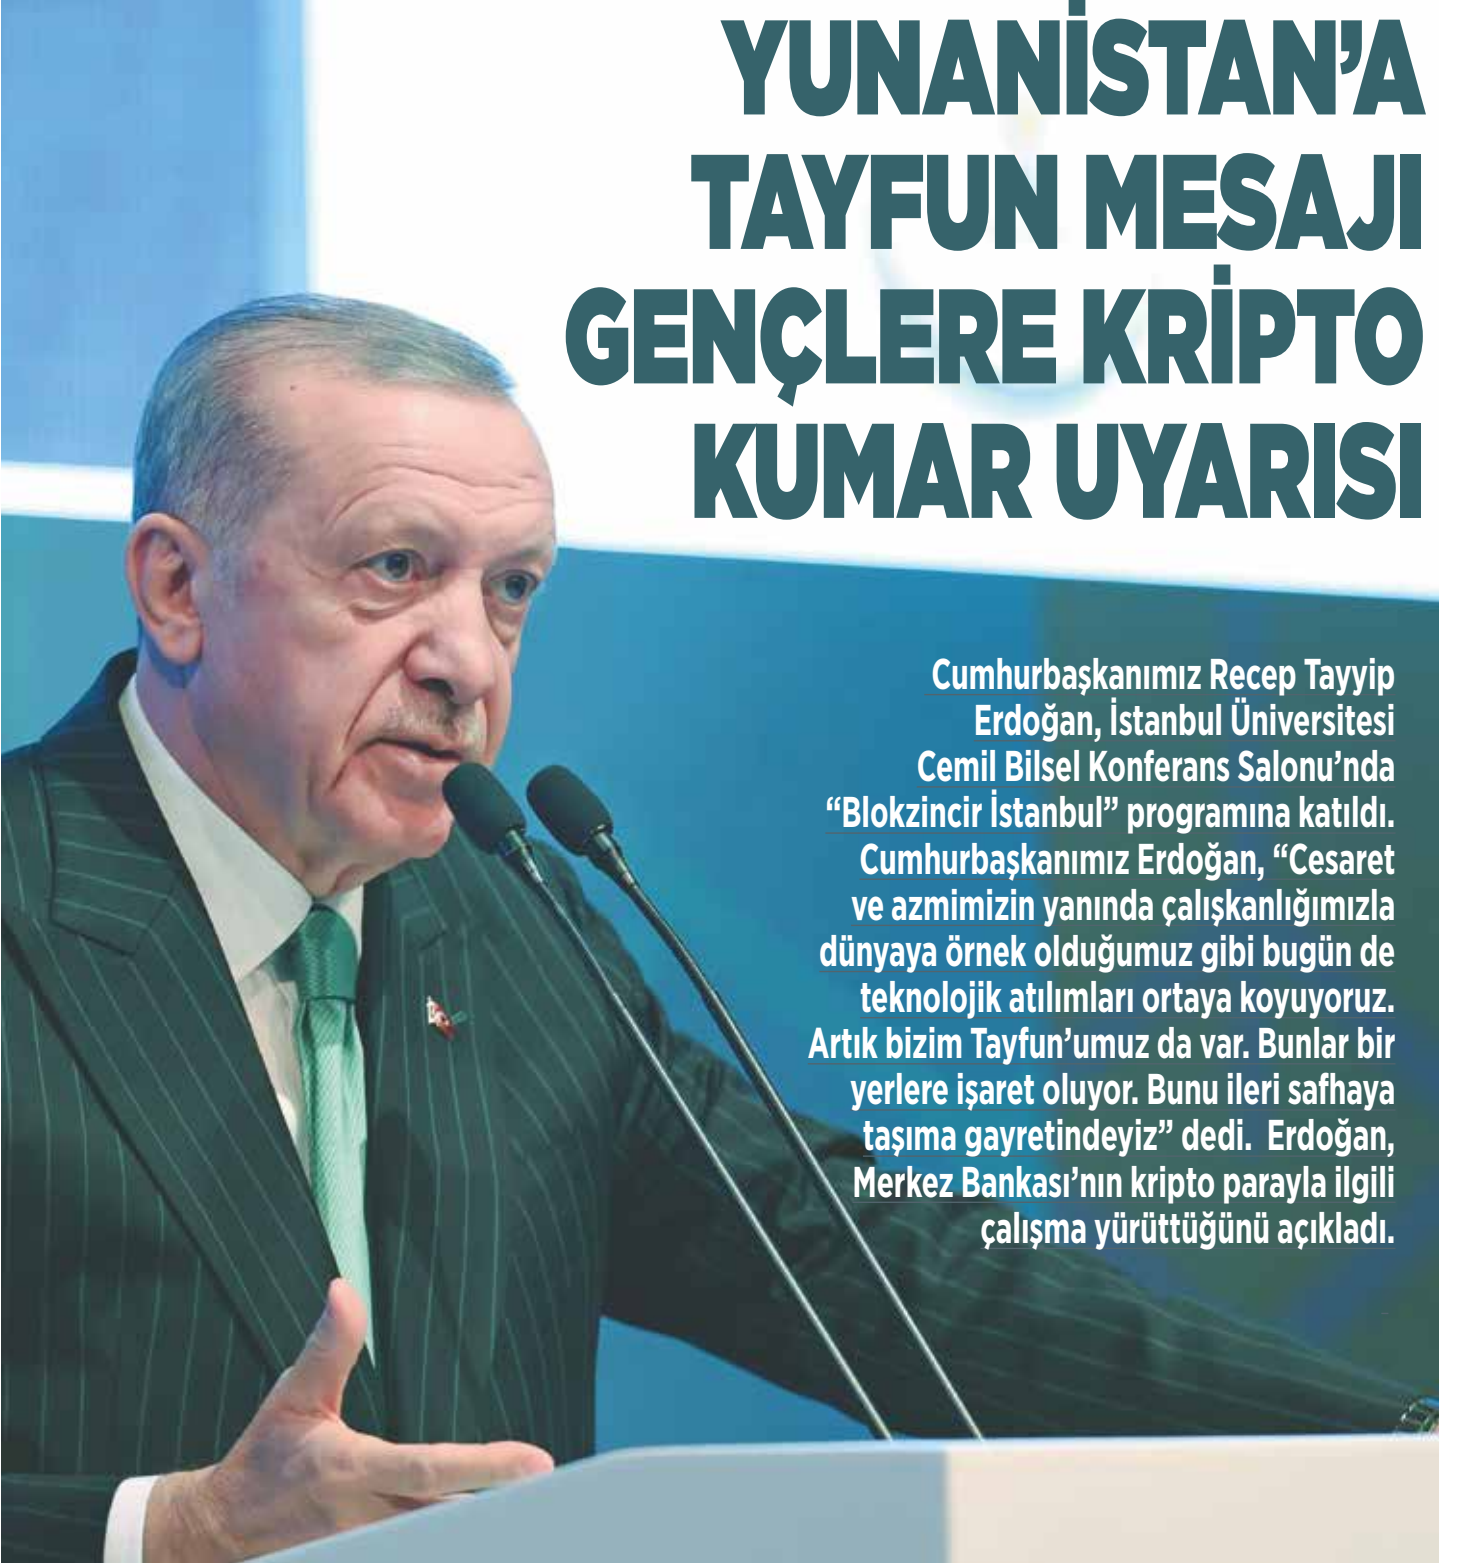 YUNANİSTAN’A
TAYFUN MESAJI
GENÇLERE KRİPTO
KUMAR UYARISI
Cumhurbaşkanımız Recep Tayyip
Erdoğan, İstanbul Üniversitesi
Cemil Bilsel Konferans Salonu’nda
“Blokzincir İstanbul” programına katıldı.
Cumhurbaşkanımız Erdoğan, “Cesaret
ve azmimizin yanında çalışkanlığımızla
dünyaya örnek olduğumuz gibi bugün de
teknolojik atılımları ortaya koyuyoruz.
Artık bizim Tayfun’umuz da var. Bunlar bir
yerlere işaret oluyor. Bunu ileri safhaya
taşıma gayretindeyiz” dedi.  Erdoğan,
Merkez Bankası’nın kripto parayla ilgili
çalışma yürüttüğünü açıkladı.